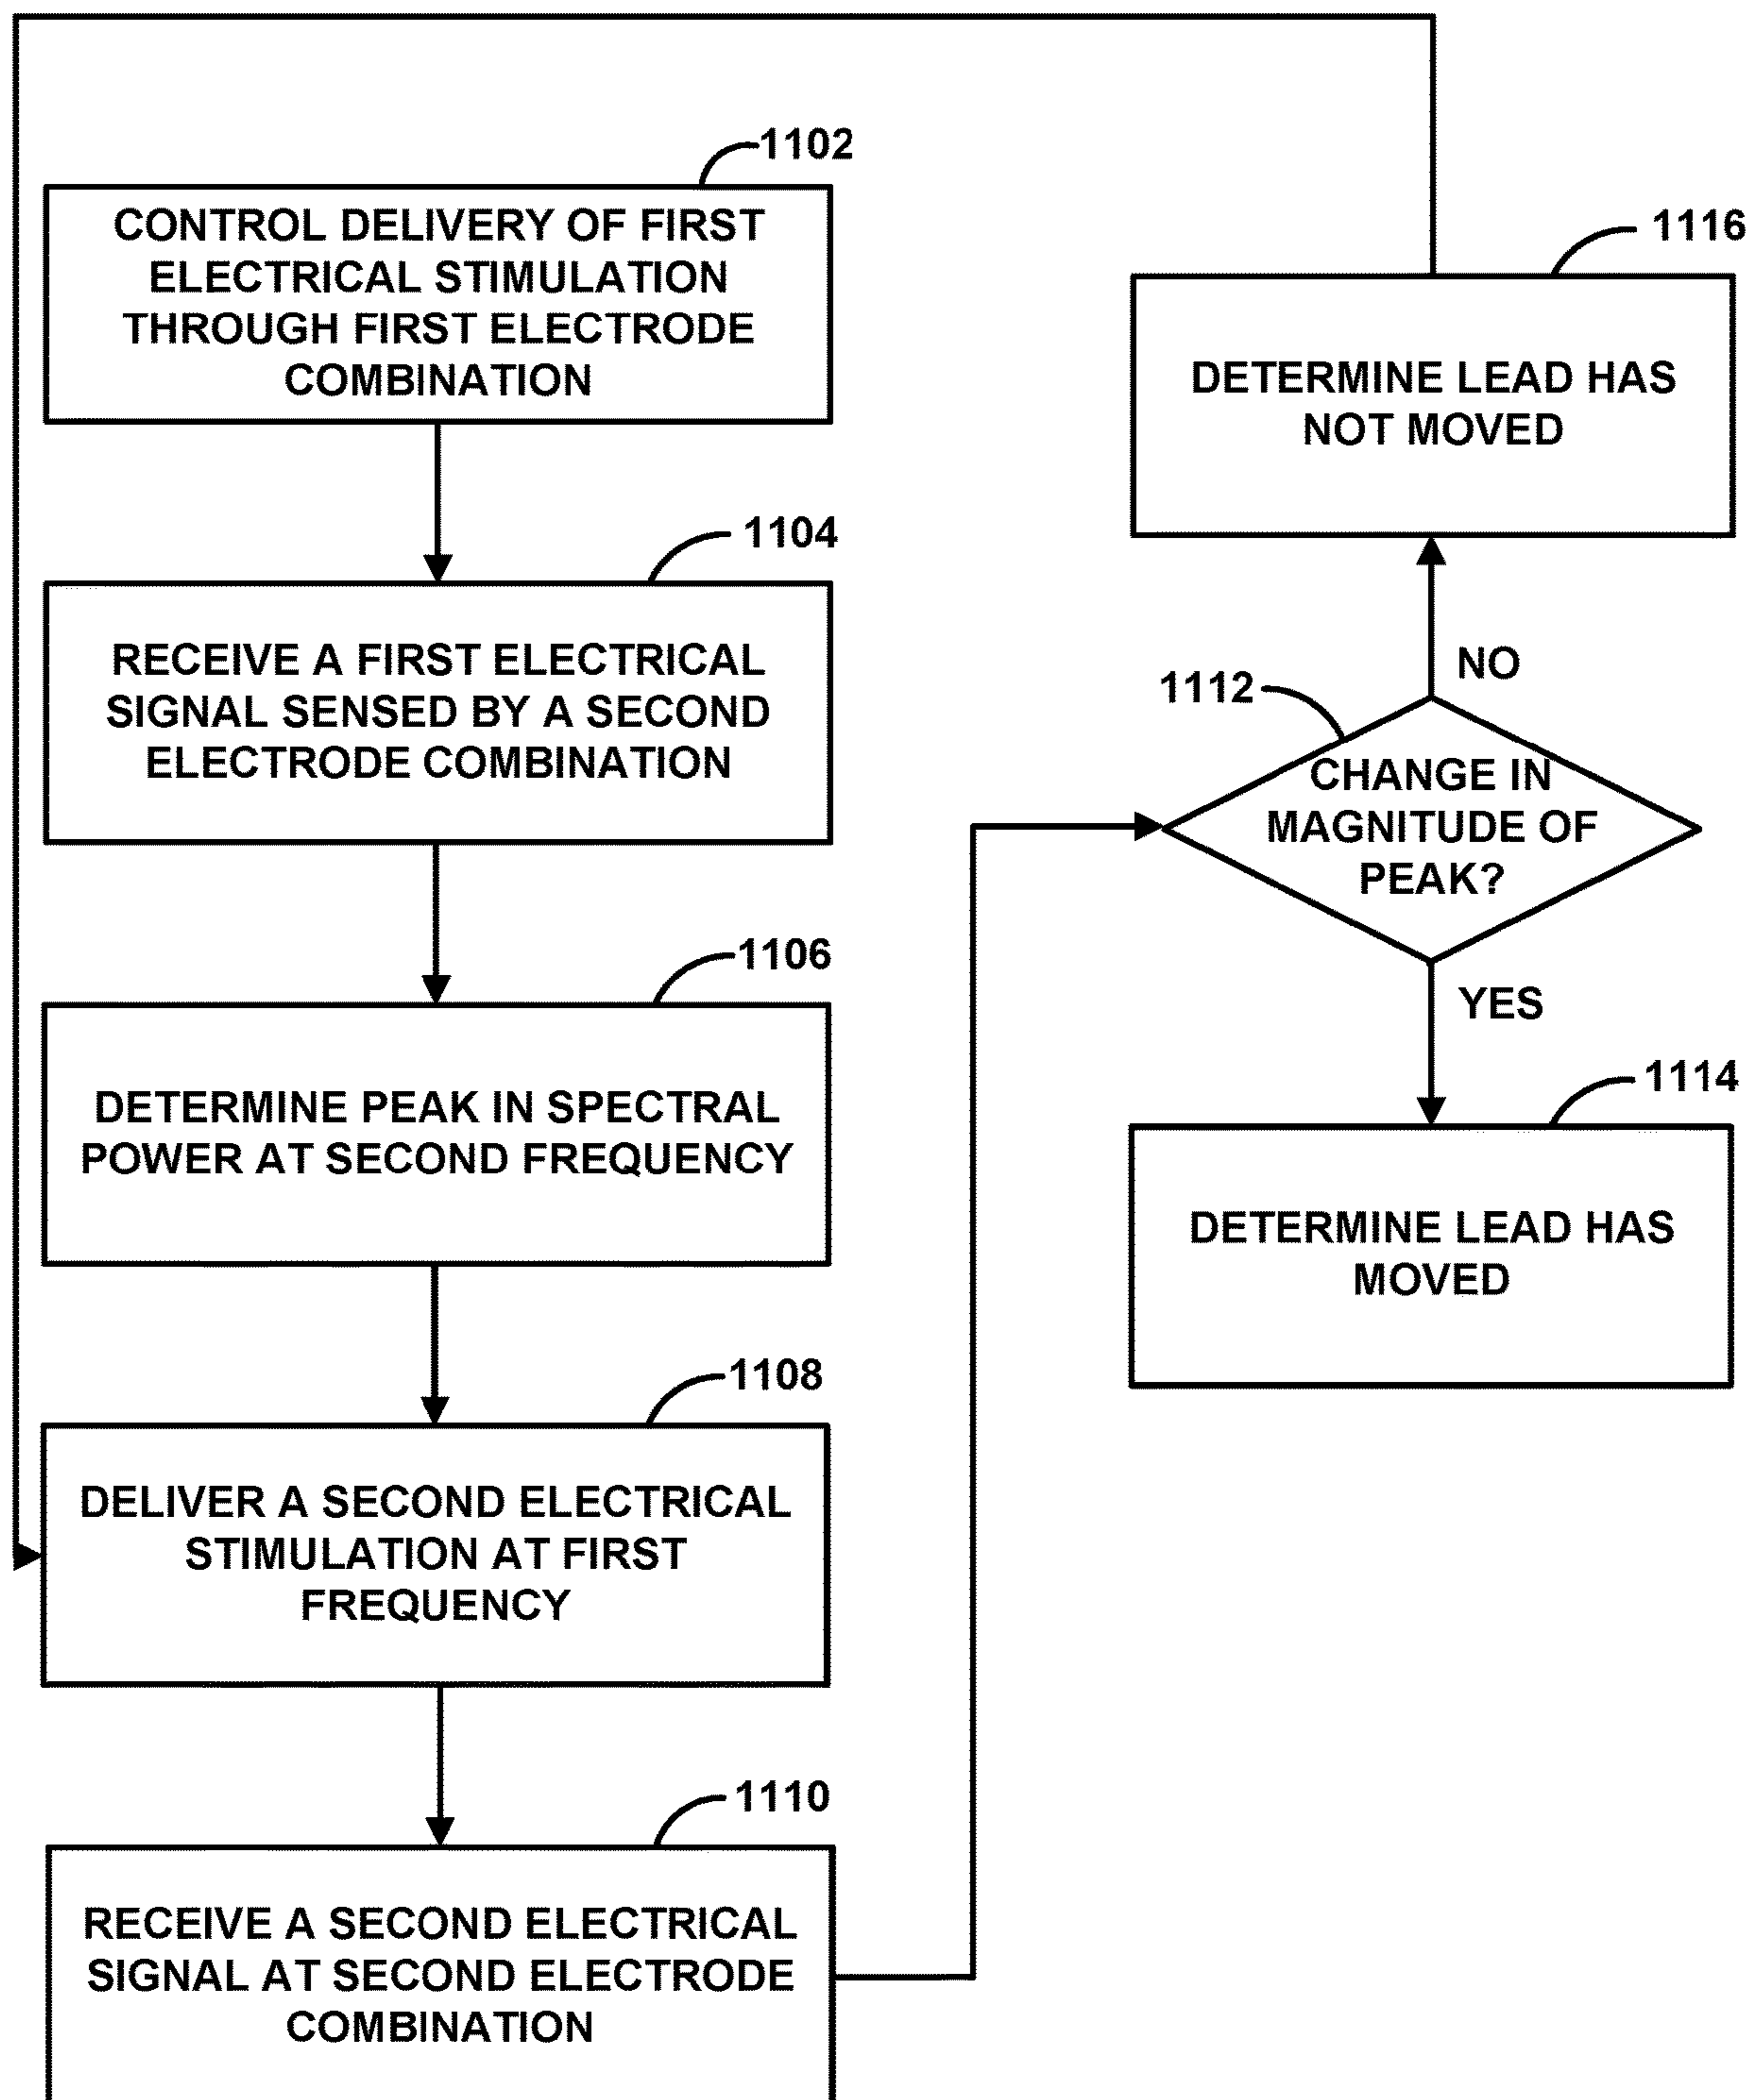 1102
CONTROL DELIVERY OF FIRST
ELECTRICAL STIMULATION
THROUGH FIRST ELECTRODE
COMBINATION
1104
RECEIVE A FIRST ELECTRICAL
SIGNAL SENSED BY A SECOND
ELECTRODE COMBINATION
1106
DETERMINE PEAK IN SPECTRAL
POWER AT SECOND FREQUENCY
1108
DELIVER A SECOND ELECTRICAL
STIMULATION AT FIRST
FREQUENCY
1110
RECEIVE A SECOND ELECTRICAL
SIGNAL AT SECOND ELECTRODE
COMBINATION
1116
DETERMINE LEAD HAS
NOT MOVED
NO
1112
CHANGE IN
MAGNITUDE OF
PEAK?
YES
1114
DETERMINE LEAD HAS
MOVED